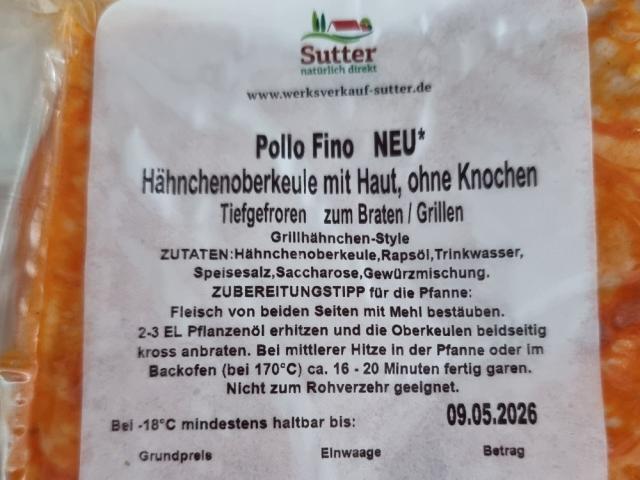 Sutter
natürlich direkt
www.werksverkauf-sutter.de
Pollo Fino NEU*
Hähnchenoberkeule mit Haut, ohne Knochen
Tiefgefroren zum Braten / Grillen
Grillhähnchen-Style
ZUTATEN:Hähnchenoberkeule,Rapsöl,Trinkwasser,
Speisesalz,Saccharose,Gewürzmischung.
ZUBEREITUNGSTIPP für die Pfanne:
Fleisch von beiden Seiten mit Mehl bestäuben.
2-3 EL Pflanzenöl erhitzen und die Oberkeulen beidseitig
kross anbraten. Bei mittlerer Hitze in der Pfanne oder im
Backofen (bei 170°C) ca. 16 - 20 Minuten fertig garen.
Nicht zum Rohverzehr geeignet.
Bei -18°C mindestens haltbar bis: 09.05.2026
Grundpreis Einwaage Betrag